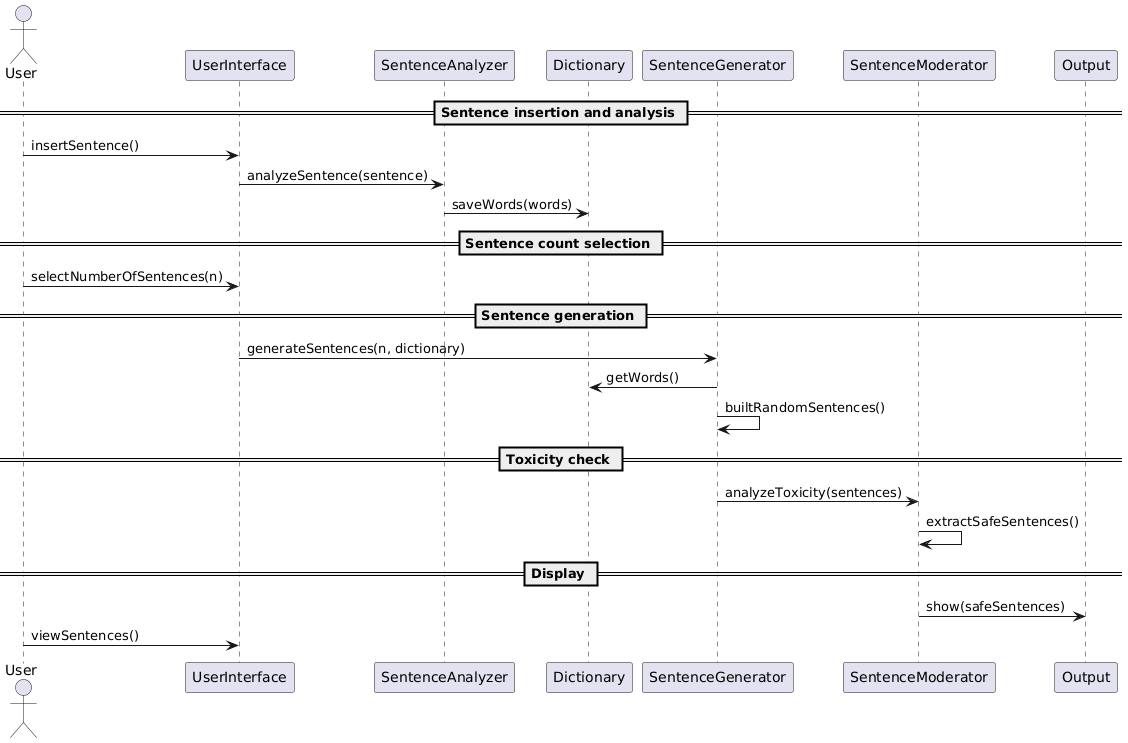 User
UserInterface
SentenceAnalyzer
Dictionary
SentenceGenerator
SentenceModerator
Output
Sentence insertion and analysis
insertSentence()
analyzeSentence(sentence)
saveWords(words)
Sentence count selection
selectNumberOfSentences(n)
Sentence generation
generateSentences(n, dictionary)
getWords()
builtRandomSentences()
Toxicity check
analyzeToxicity(sentences)
extractSafeSentences()
Display
show(safeSentences)
viewSentences()
User
UserInterface
SentenceAnalyzer
Dictionary
SentenceGenerator
SentenceModerator
Output